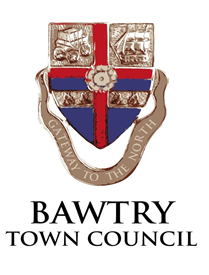 GATEWAY TO THE NORTH
BAWTRY
TOWN COUNCIL